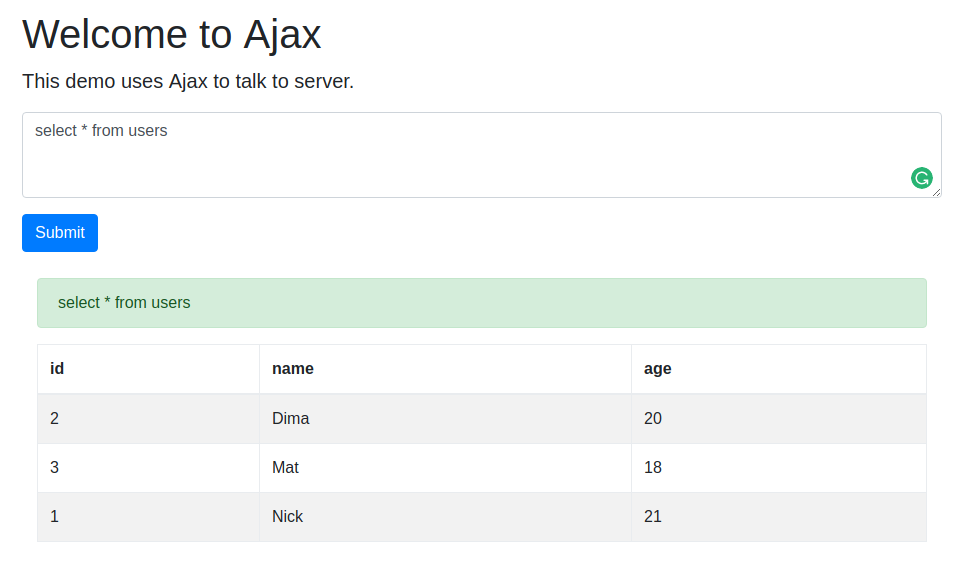 Welcome to Ajax
This demo uses Ajax to talk to server.
select * from users
Submit
select * from users
id name age
2 Dima 20
3 Mat 18
1 Nick 21